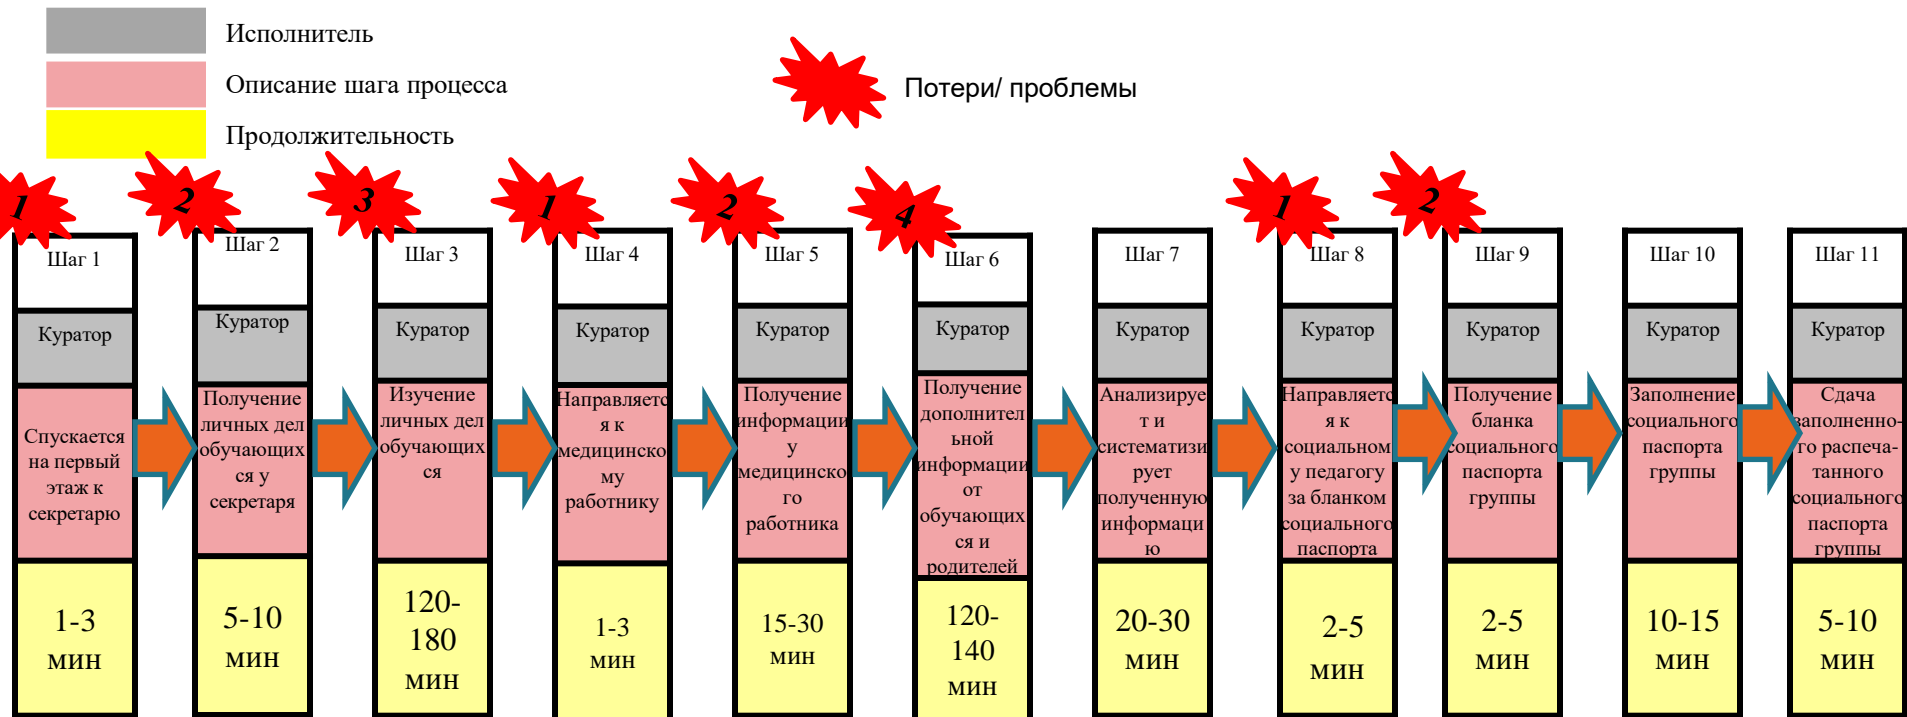 Исполнитель
Описание шага процесса
Продолжительность
Потери/ проблемы
1
Шаг 1
Куратор
Спускается
на первый
этаж к
секретарю
1-3
мин
2
Шаг 2
Куратор
Получение
личных дел
обучающих
ся у
секретаря
5-10
мин
3
Шаг 3
Куратор
Изучение
личных дел
обучающих
ся
120-
180
мин
1
Шаг 4
Куратор
Направляетс
я к
медицинско
му
работнику
1-3
мин
2
Шаг 5
Куратор
Получение
информации
у
медицинско
го
работника
15-30
мин
4
Шаг 6
Куратор
Получение
дополнител
ьной
информации
от
обучающих
ся и
родителей
120-
140
мин
Шаг 7
Куратор
Анализируе
т и
систематизи
рует
полученную
информаци
ю
20-30
мин
1
Шаг 8
Куратор
Направляетс
я к
социальном
у педагогу
за бланком
социального
паспорта
2-5
мин
2
Шаг 9
Куратор
Получение
бланка
социального
паспорта
группы
2-5
мин
Шаг 10
Куратор
Заполнение
социального
паспорта
группы
10-15
мин
Шаг 11
Куратор
Сдача
заполненно-
го распеча-
танного
социального
паспорта
группы
5-10
мин